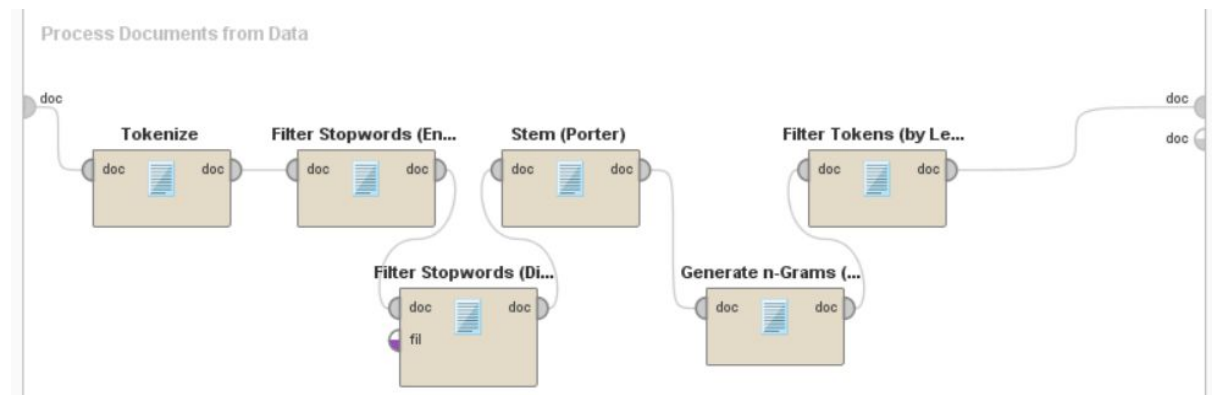 Process Documents from Data
doc
doc
doc
Tokenize
doc doc
Filter Stopwords (En...
doc doc
Filter Stopwords (Di...
doc doc
fil
Stem (Porter)
doc doc
Generate n-Grams (...
doc doc
Filter Tokens (by Le...
doc doc